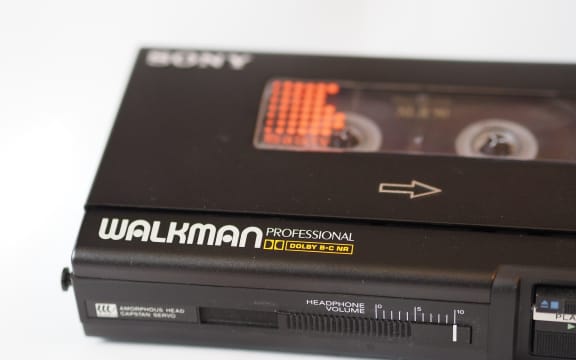 SONY
WALKMAN PROFESSIONAL
DOLBY B-C NR
HEADPHONE
VOLUME
0 5 10
AMORPHOUS HEAD
CAPSTAN SERVO